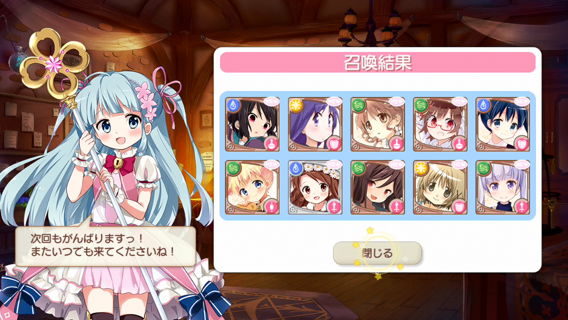 召喚結果
次回もがんばりますっ！
またいつでも来てくださいね！
閉じる